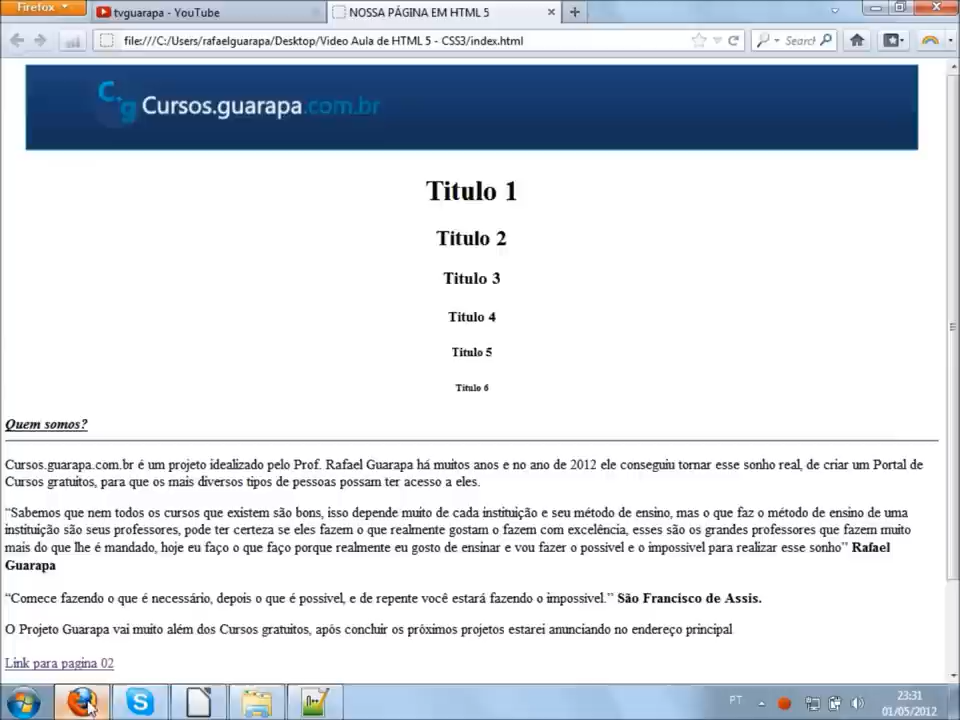 Firefox
tvguarapa - YouTube
NOSSA PÁGINA EM HTML 5
file:///C:/Users/rafaelguarapa/Desktop/Video Aula de HTML 5 - CSS3/index.html
Search
Cg Cursos.guarapa.com.br
Titulo 1
Titulo 2
Titulo 3
Titulo 4
Titulo 5
Titulo 6
Quem somos?
Cursos.guarapa.com.br é um projeto idealizado pelo Prof. Rafael Guarapa há muitos anos e no ano de 2012 ele conseguiu tornar esse sonho real, de criar um Portal de
Cursos gratuitos, para que os mais diversos tipos de pessoas possam ter acesso a eles.
“Sabemos que nem todos os cursos que existem são bons, isso depende muito de cada instituição e seu método de ensino, mas o que faz o método de ensino de uma
instituição são seus professores, pode ter certeza se eles fazem o que realmente gostam o fazem com excelência, esses são os grandes professores que fazem muito
mais do que lhe é mandado, hoje eu faço o que faço porque realmente eu gosto de ensinar e vou fazer o possivel e o impossivel para realizar esse sonho” Rafael
Guarapa
“Comece fazendo o que é necessário, depois o que é possivel, e de repente você estará fazendo o impossivel.” São Francisco de Assis.
O Projeto Guarapa vai muito além dos Cursos gratuitos, após concluir os próximos projetos estarei anunciando no endereço principal
Link para pagina 02
PT
23:31
01/05/2012